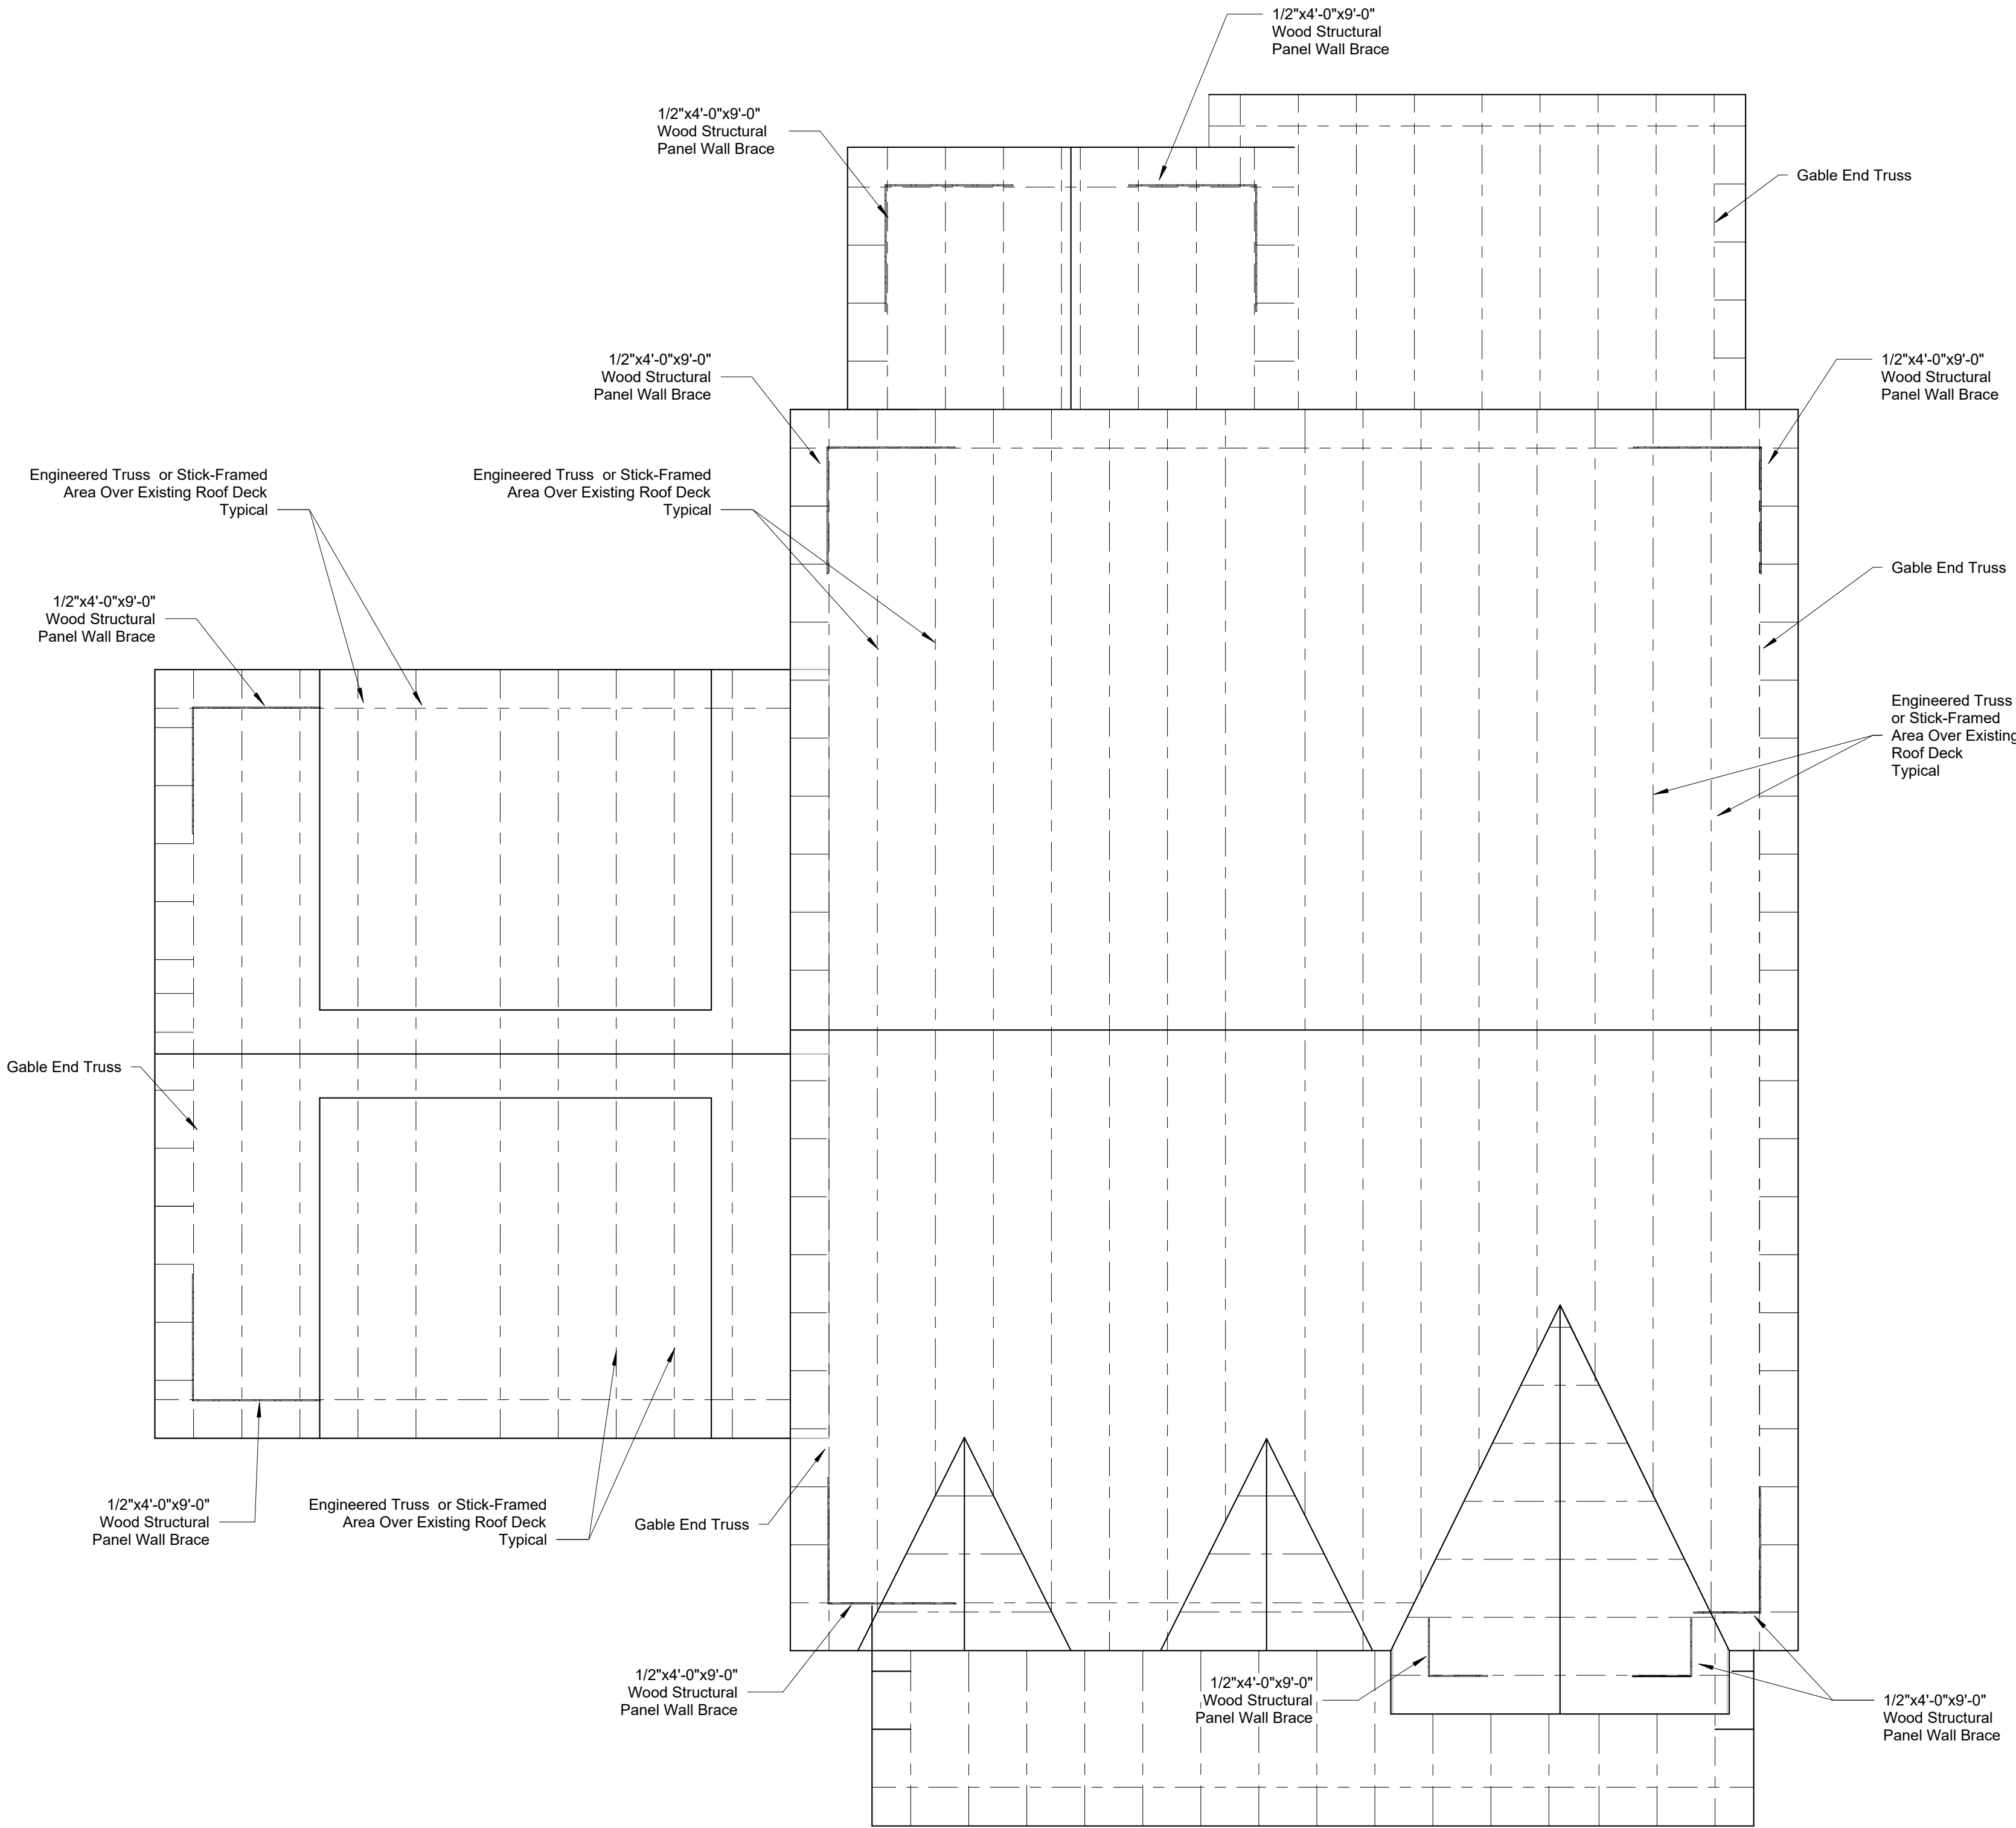 1/2"x4'-0"x9'-0"
Wood Structural
Panel Wall Brace
1/2"x4'-0"x9'-0"
Wood Structural
Panel Wall Brace
Gable End Truss
1/2"x4'-0"x9'-0"
Wood Structural
Panel Wall Brace
1/2"x4'-0"x9'-0"
Wood Structural
Panel Wall Brace
Engineered Truss or Stick-Framed
Area Over Existing Roof Deck
Typical
Engineered Truss or Stick-Framed
Area Over Existing Roof Deck
Typical
Gable End Truss
1/2"x4'-0"x9'-0"
Wood Structural
Panel Wall Brace
Engineered Truss
or Stick-Framed
Area Over Existing
Roof Deck
Typical
Gable End Truss
1/2"x4'-0"x9'-0"
Wood Structural
Panel Wall Brace
Engineered Truss or Stick-Framed
Area Over Existing Roof Deck
Typical
Gable End Truss
1/2"x4'-0"x9'-0"
Wood Structural
Panel Wall Brace
1/2"x4'-0"x9'-0"
Wood Structural
Panel Wall Brace
1/2"x4'-0"x9'-0"
Wood Structural
Panel Wall Brace